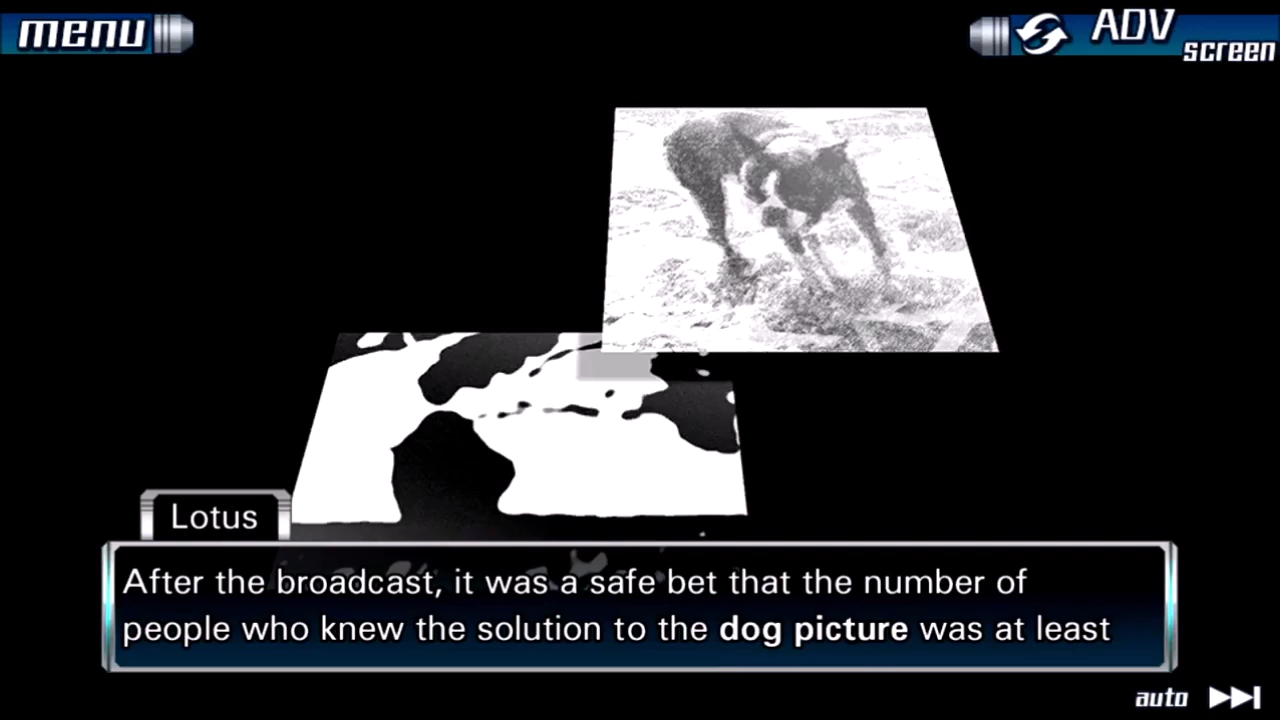 menu
ADV
screen
Lotus
After the broadcast, it was a safe bet that the number of
people who knew the solution to the dog picture was at least
auto